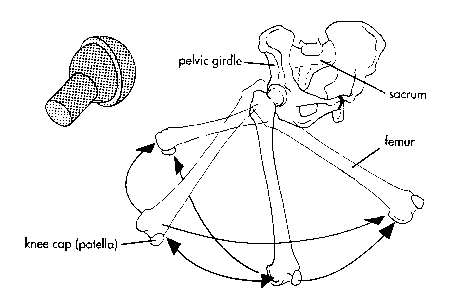 pelvic girdle
sacrum
femur
knee cap (patella)